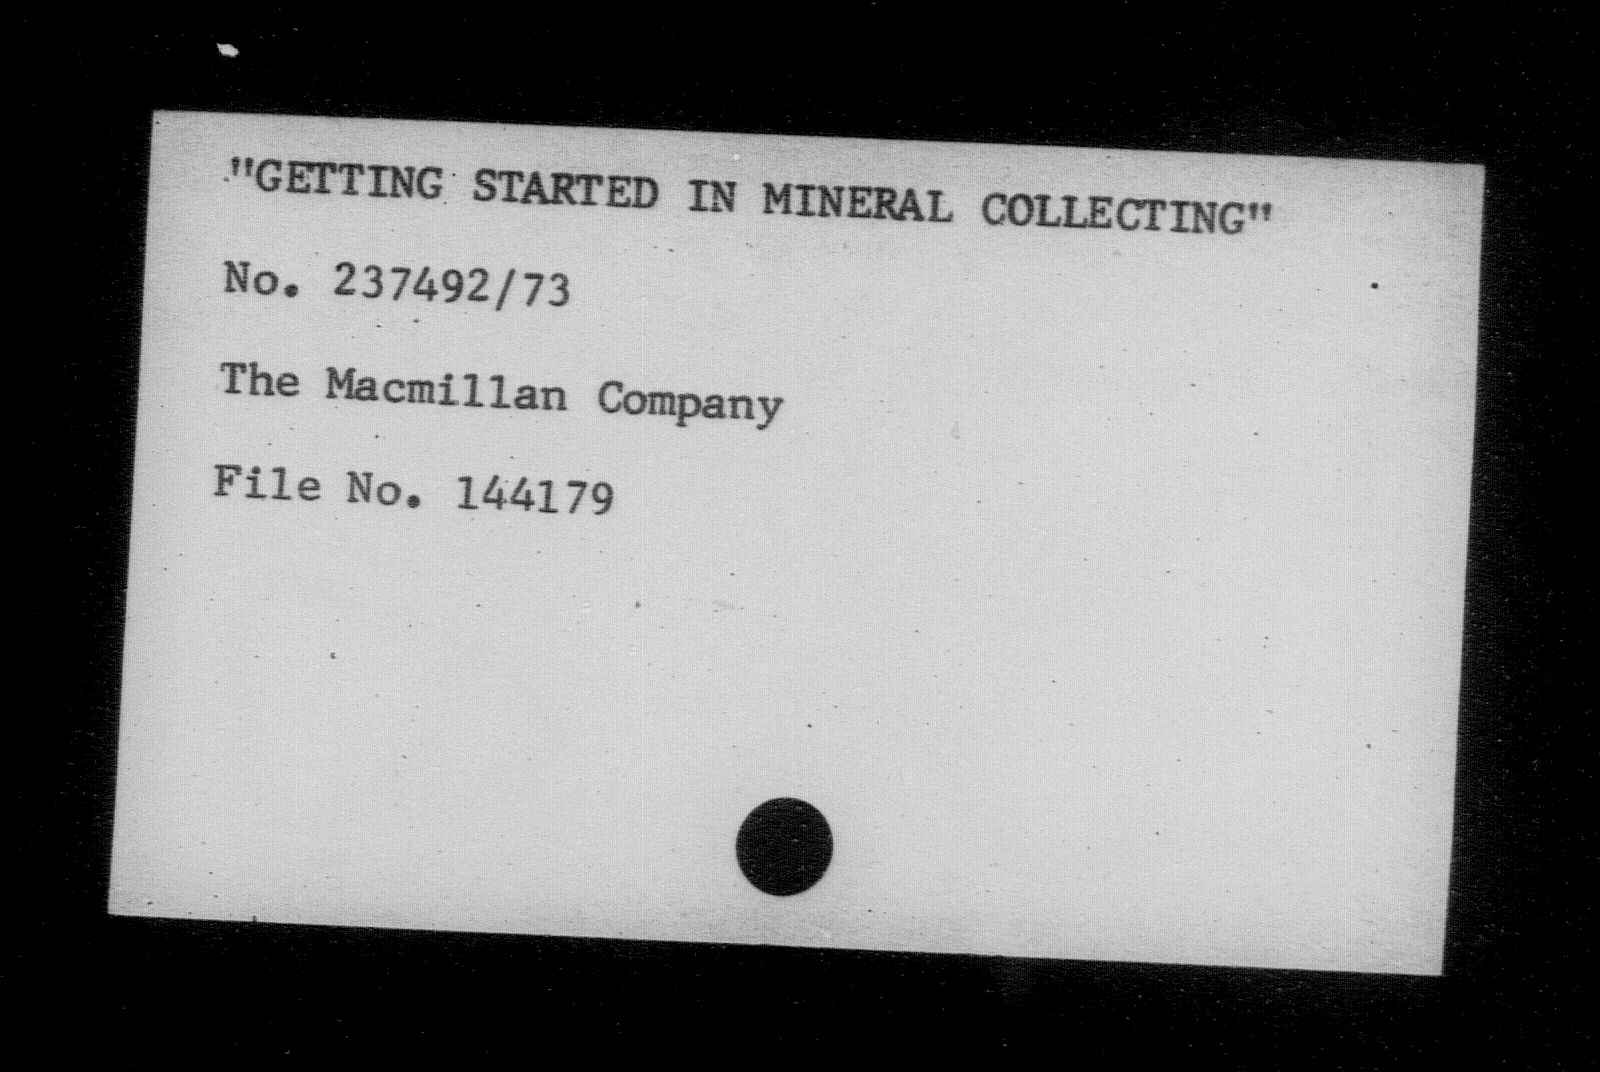 "GETTING STARTED IN MINERAL COLLECTING"
No. 237492/73
The Macmillan Company
File No. 144179